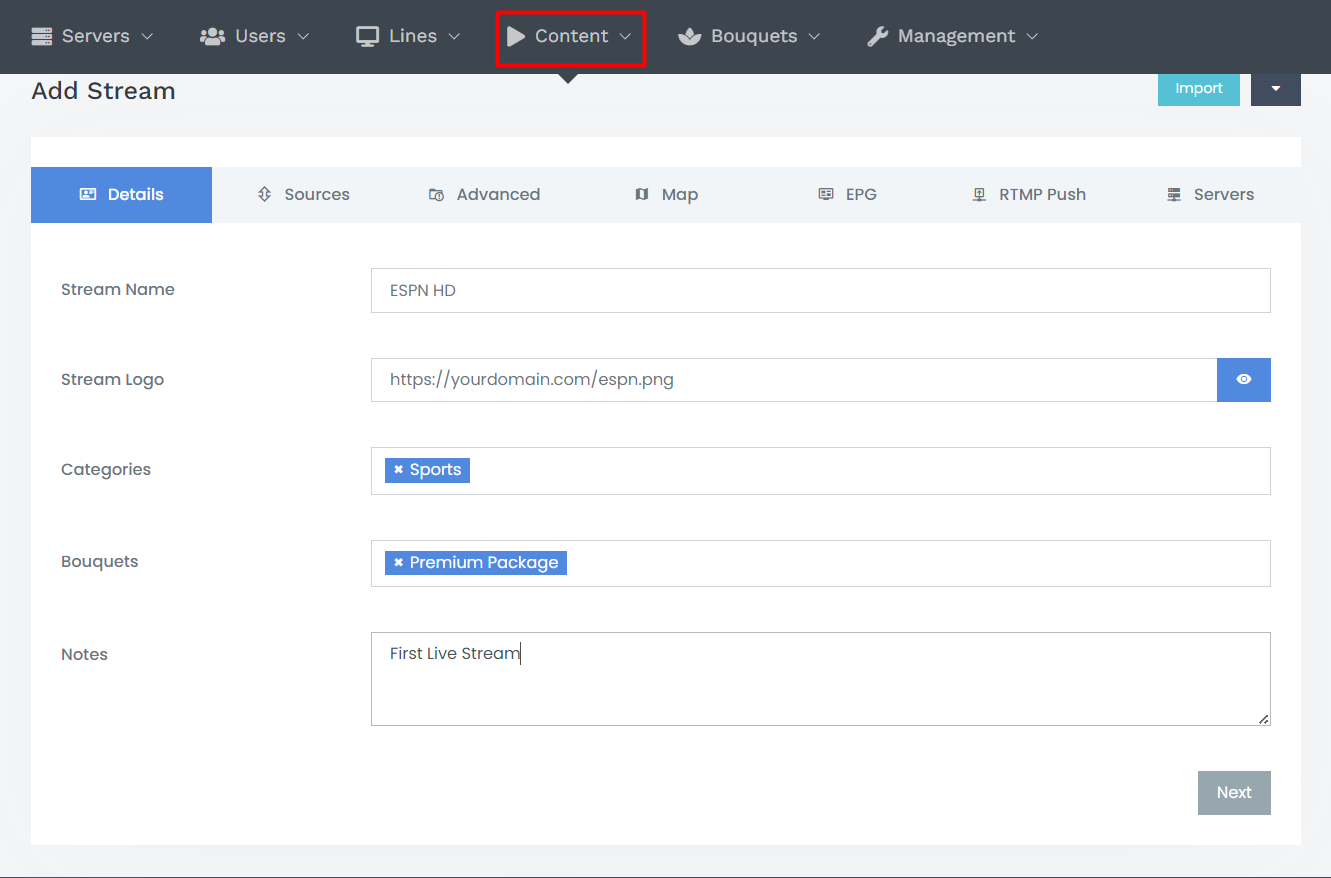 Servers Users Lines Content Bouquets Management
Add Stream
Import
Details Sources Advanced Map EPG RTMP Push Servers
Stream Name ESPN HD
Stream Logo https://yourdomain.com/espn.png
Categories × Sports
Bouquets × Premium Package
Notes First Live Stream
Next